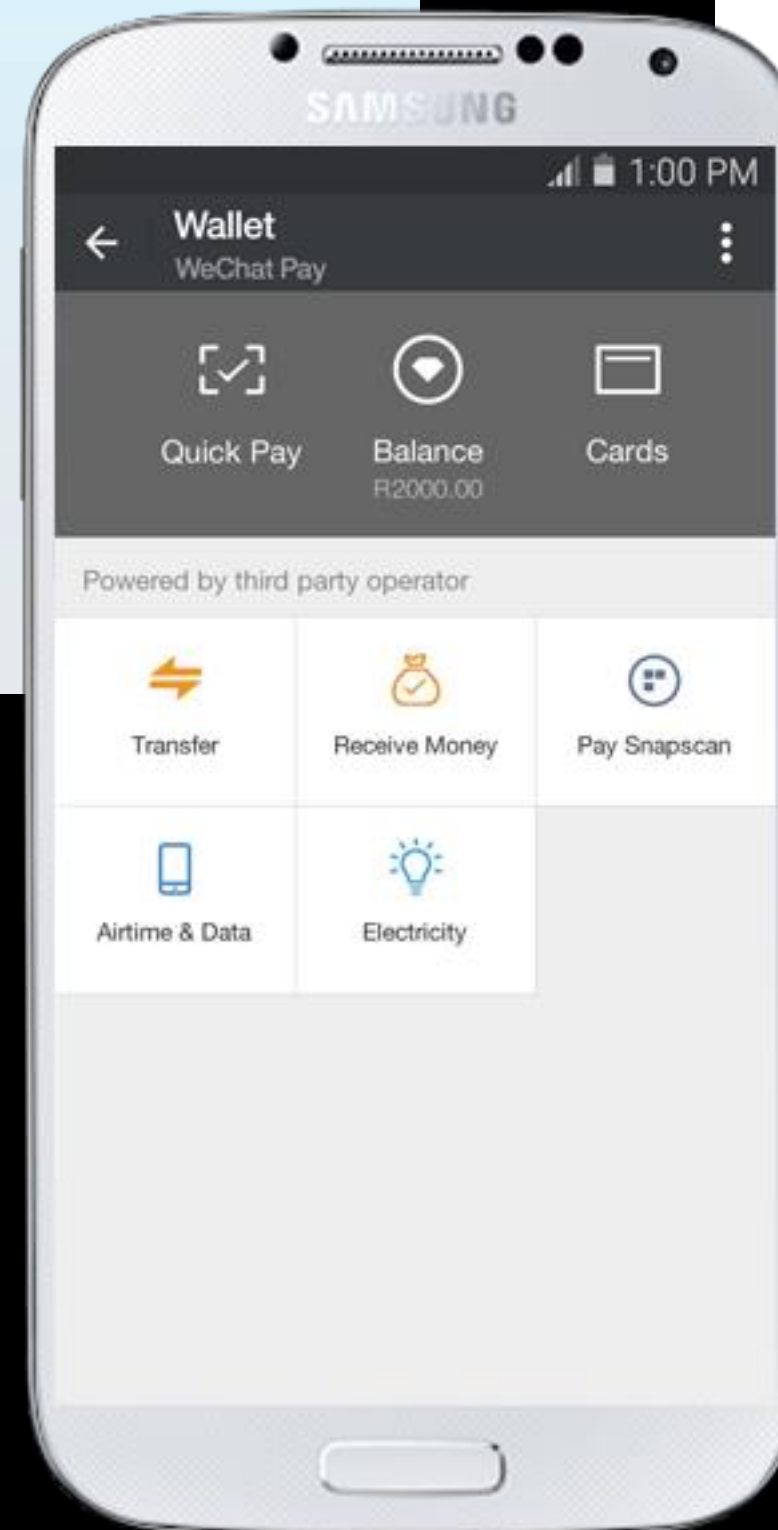 SAMSUNG
1:00 PM
Wallet
WeChat Pay
Quick Pay Balance Cards
R2000.00
Powered by third party operator
Transfer Receive Money Pay Snapscan
Airtime & Data Electricity